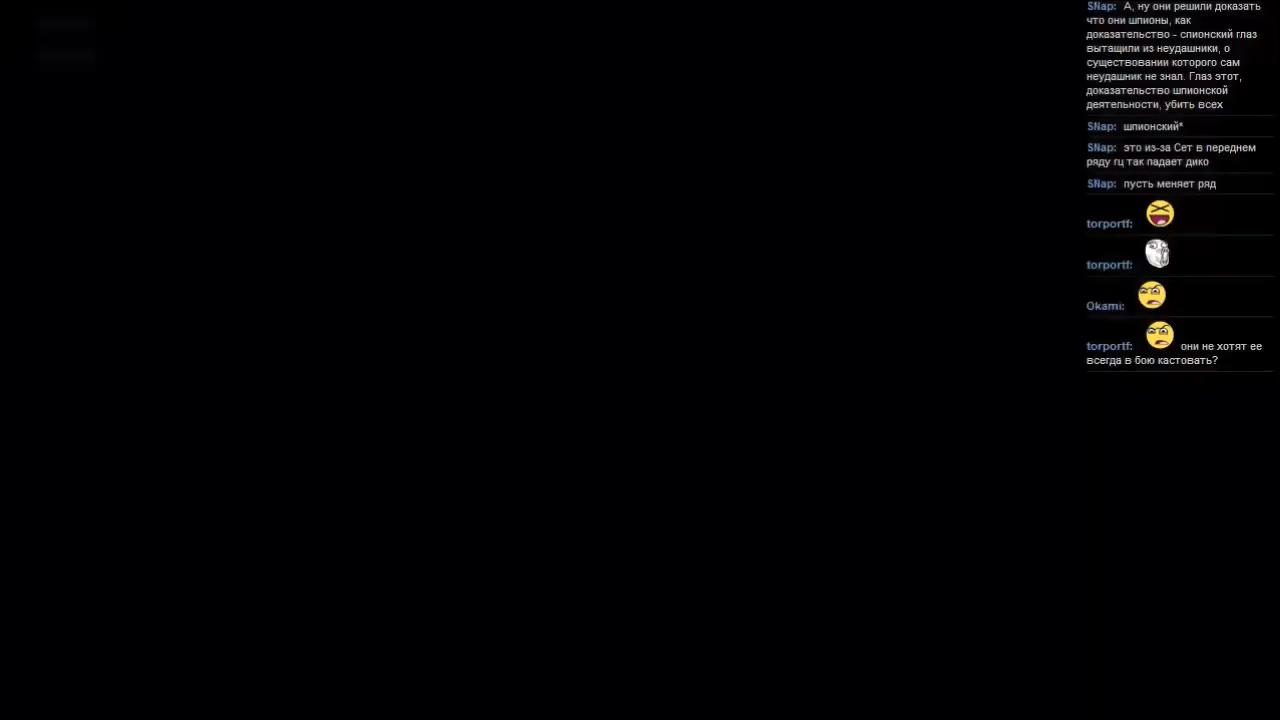 SNap: А, ну они решили доказать
что они шпионы, как
доказательство - спионский глаз
вытащили из неудашники, о
существовании которого сам
неудашник не знал. Глаз этот,
доказательство шпионской
деятельности, убить всех
SNap: шпионский*
SNap: это из-за Сет в переднем
ряду гц так падает дико
SNap: пусть меняет ряд
torportf:
torportf:
Okami:
torportf: они не хотят ее
всегда в бою кастовать?